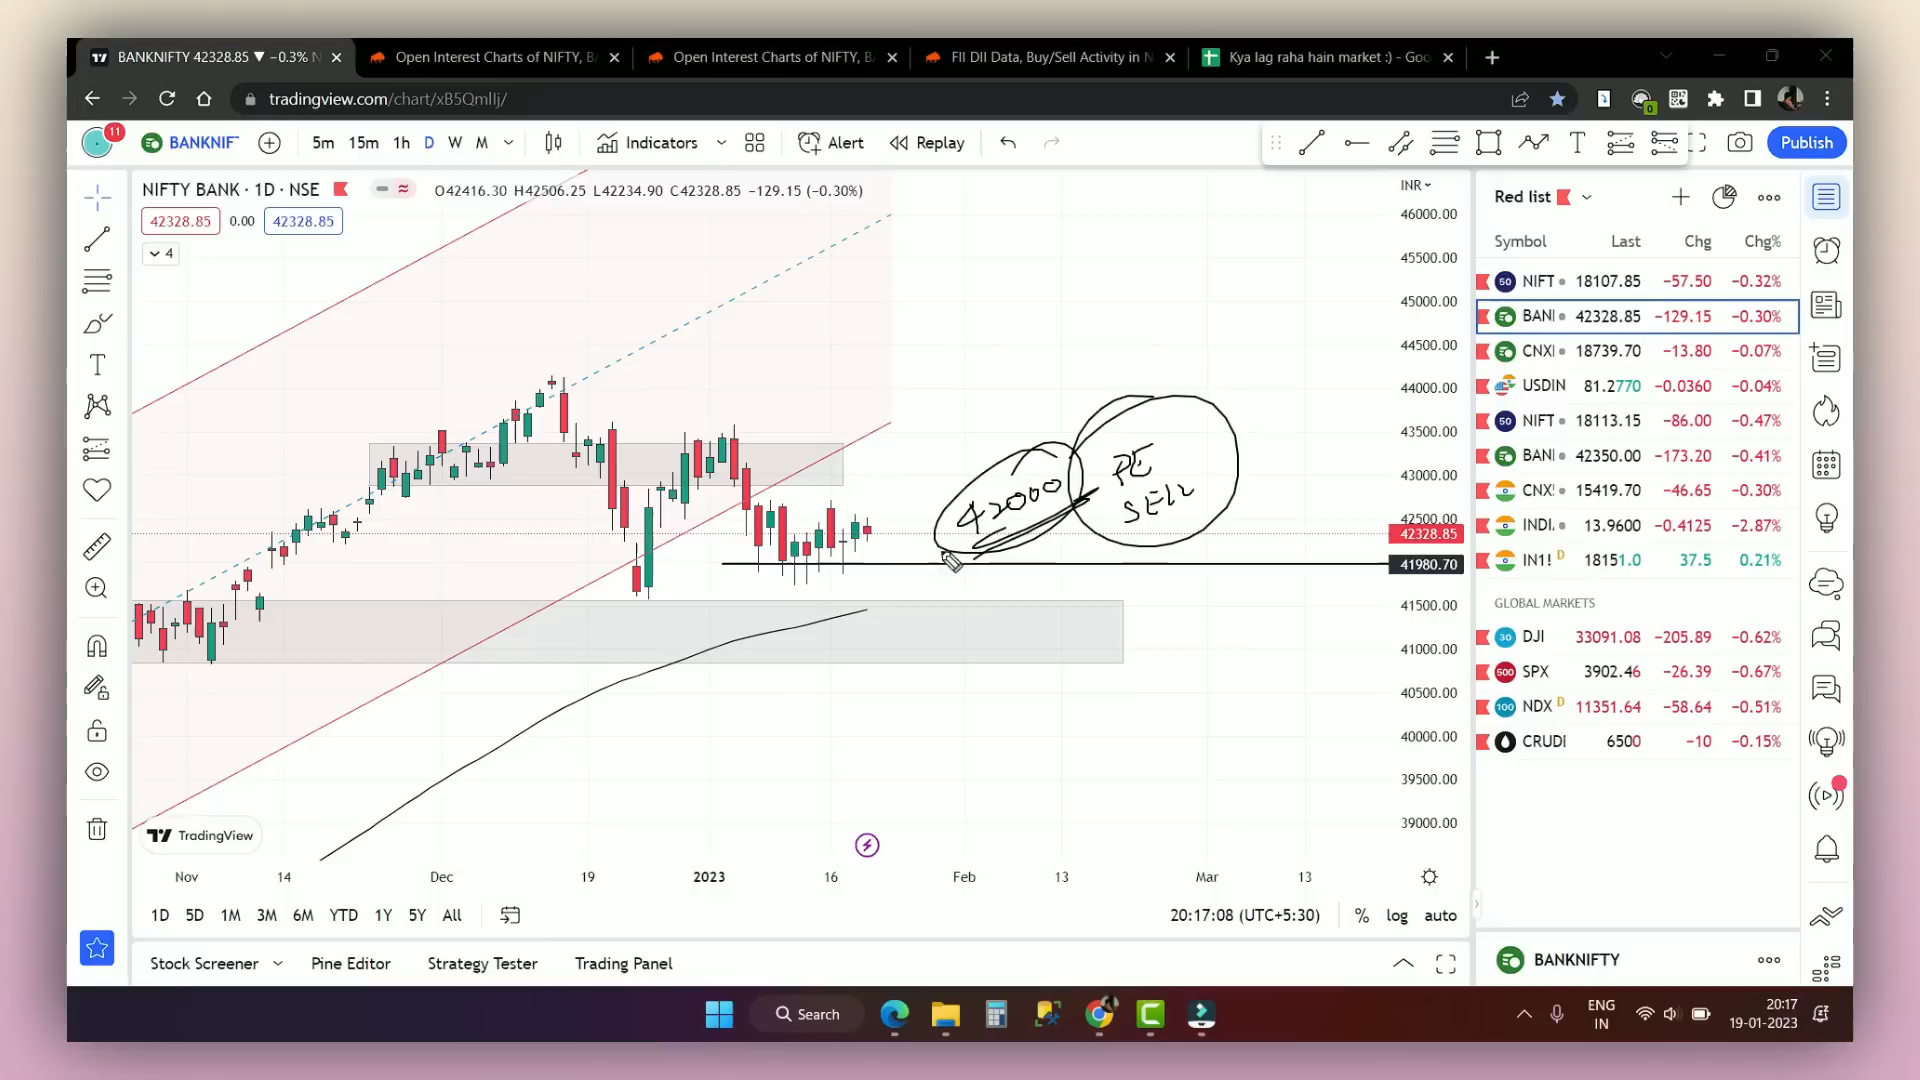 BANKNIFTY 42328.85 ▼ −0.3% N
Open Interest Charts of NIFTY, B
Open Interest Charts of NIFTY, B
FII DII Data, Buy/Sell Activity in N
Kya lag raha hain market :) - Goo
tradingview.com/chart/xB5QmlIj/
0
11
BANKNIF
5m 15m 1h D W M
Indicators
Alert
Replay
Publish
NIFTY BANK · 1D · NSE
O42416.30 H42506.25 L42234.90 C42328.85 −129.15 (−0.30%)
42328.85 0.00 42328.85
4
INR
46000.00
45500.00
45000.00
44500.00
44000.00
43500.00
43000.00
42500.00
42328.85
41980.70
41500.00
41000.00
40500.00
40000.00
39500.00
39000.00
42000
PE
SELL
TradingView
Nov 14 Dec 19 2023 16 Feb 13 Mar 13
1D 5D 1M 3M 6M YTD 1Y 5Y All
20:17:08 (UTC+5:30) % log auto
Stock Screener Pine Editor Strategy Tester Trading Panel
Red list
Symbol Last Chg Chg%
50 NIFT 18107.85 −57.50 −0.32%
BANI 42328.85 −129.15 −0.30%
CNXI 18739.70 −13.80 −0.07%
USDIN 81.2770 −0.0360 −0.04%
50 NIFT 18113.15 −86.00 −0.47%
BANI 42350.00 −173.20 −0.41%
CNX! 15419.70 −46.65 −0.30%
INDI. 13.9600 −0.4125 −2.87%
IN1! D 18151.0 37.5 0.21%
GLOBAL MARKETS
30 DJI 33091.08 −205.89 −0.62%
500 SPX 3902.46 −26.39 −0.67%
100 NDX D 11351.64 −58.64 −0.51%
CRUDI 6500 −10 −0.15%
BANKNIFTY
Search
ENG
IN
20:17
19-01-2023